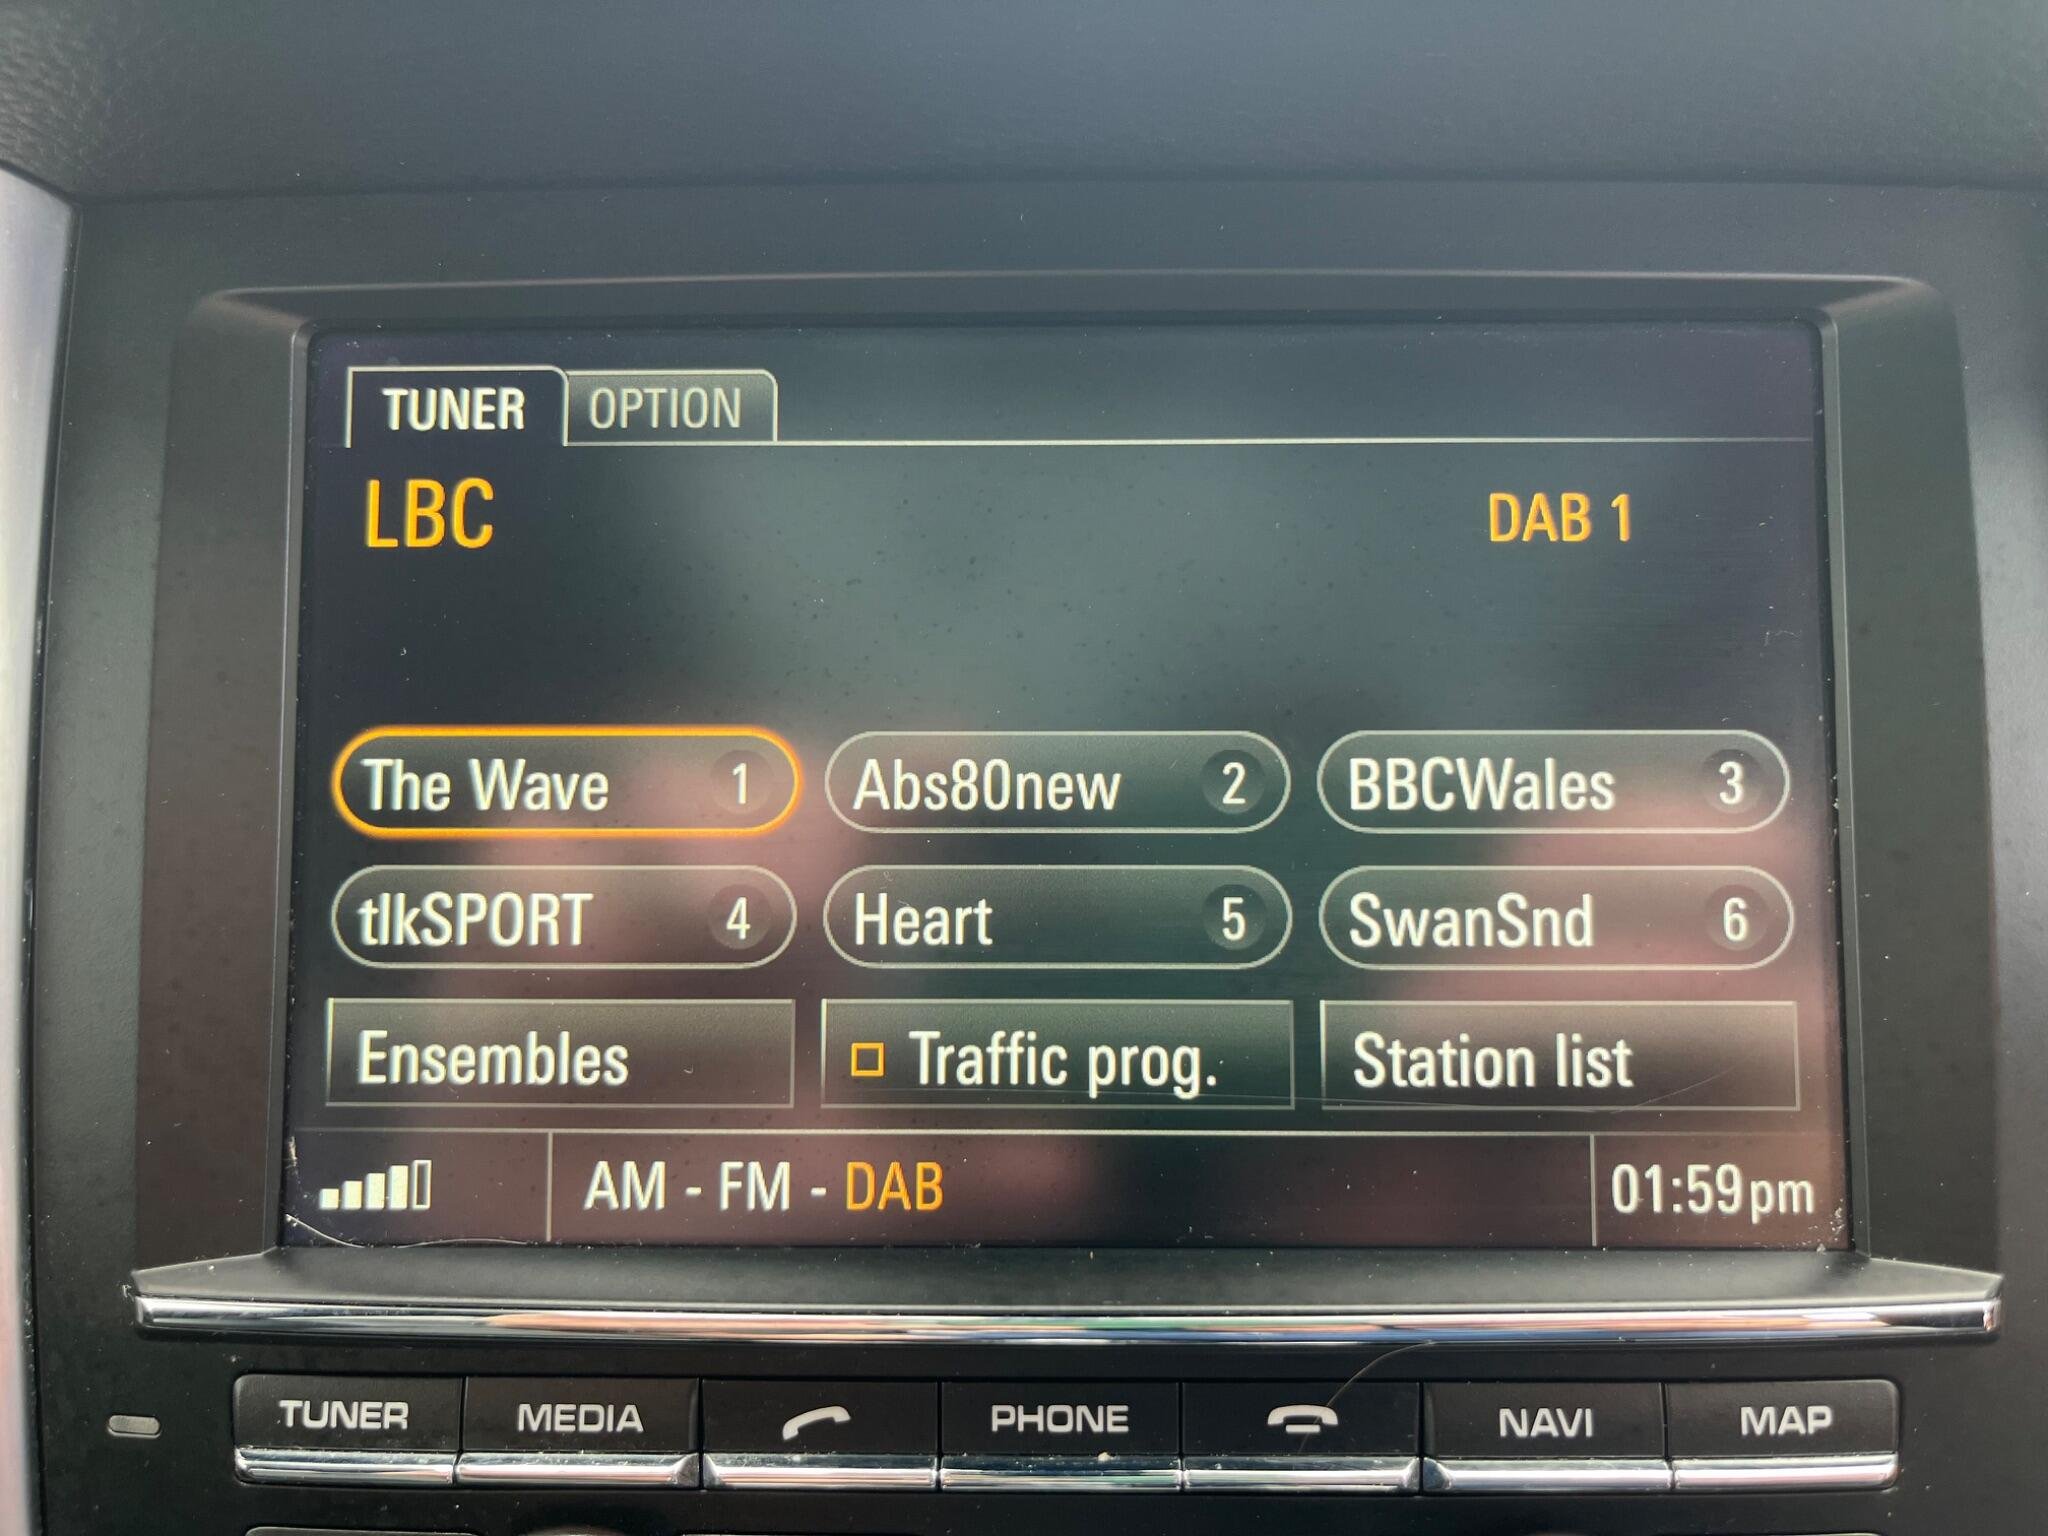 TUNER OPTION
LBC DAB 1
The Wave 1 Abs80new 2 BBCWales 3
tlkSPORT 4 Heart 5 SwanSnd 6
Ensembles Traffic prog. Station list
AM - FM - DAB 01:59pm
TUNER MEDIA PHONE NAVI MAP